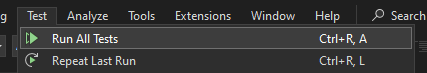 Test Analyze Tools Extensions Window Help Search
Run All Tests Ctrl+R, A
Repeat Last Run Ctrl+R, L